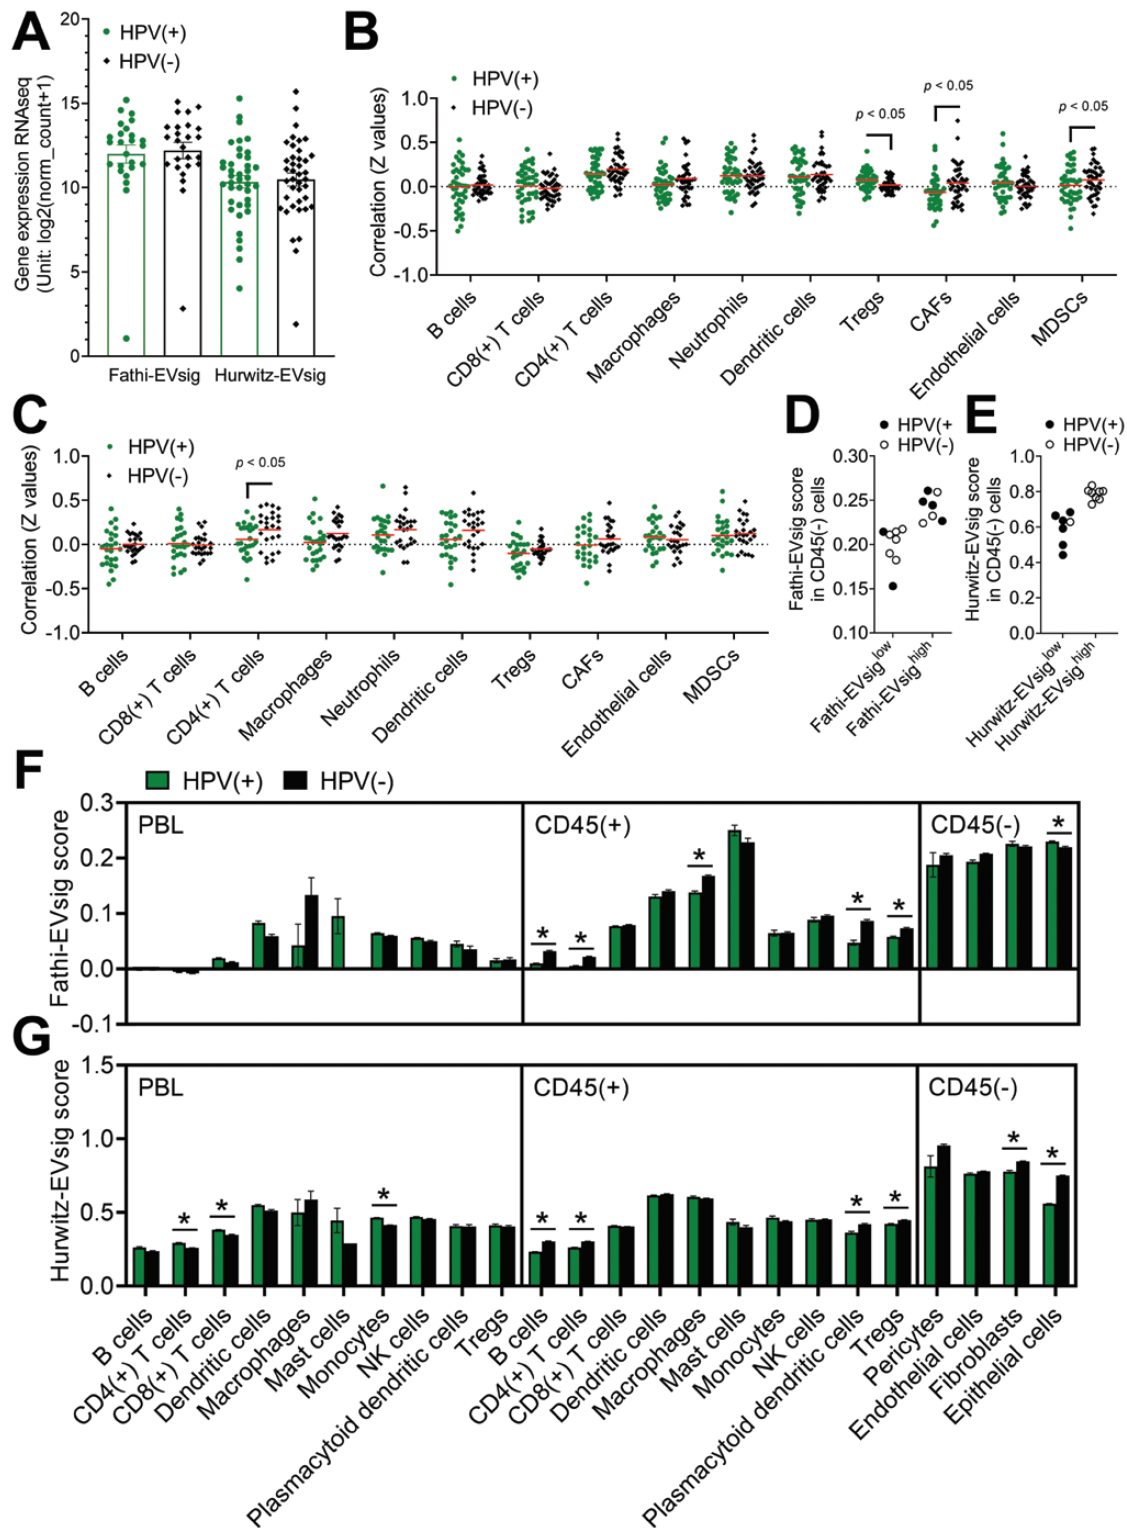 A
20
15
10
5
0
Gene expression RNAseq
(Unit: log2(norm_count+1)
HPV(+)
HPV(-)
Fathi-EVsig
Hurwitz-EVsig
B
HPV(+)
HPV(-)
Correlation (Z values)
1.0
0.5
0.0
-0.5
-1.0
p < 0.05
p < 0.05
p < 0.05
B cells
CD8(+) T cells
CD4(+) T cells
Macrophages
Neutrophils
Dendritic cells
Tregs
CAFs
Endothelial cells
MDSCs
C
HPV(+)
HPV(-)
Correlation (Z values)
1.0
0.5
0.0
-0.5
-1.0
p < 0.05
B cells
CD8(+) T cells
CD4(+) T cells
Macrophages
Neutrophils
Dendritic cells
Tregs
CAFs
Endothelial cells
MDSCs
D
HPV(+
HPV(-)
Fathi-EVsig score
in CD45(-) cells
0.30
0.25
0.20
0.15
0.10
Fathi-EVsig low
Fathi-EVsig high
E
HPV(+)
HPV(-)
Hurwitz-EVsig score
in CD45(-) cells
1.0
0.8
0.6
0.4
0.2
0.0
Hurwitz-EVsig low
Hurwitz-EVsig high
F
HPV(+)
HPV(-)
Fathi-EVsig score
0.3
0.2
0.1
0.0
-0.1
PBL
CD45(+)
CD45(-)
*
*
*
*
*
*
G
Hurwitz-EVsig score
1.5
1.0
0.5
0.0
PBL
CD45(+)
CD45(-)
*
*
*
*
*
*
*
*
*
B cells
CD4(+) T cells
CD8(+) T cells
Dendritic cells
Macrophages
Mast cells
Monocytes
NK cells
Plasmacytoid dendritic cells
Tregs
B cells
CD4(+) T cells
CD8(+) T cells
Dendritic cells
Macrophages
Mast cells
Monocytes
NK cells
Plasmacytoid dendritic cells
Tregs
Pericytes
Endothelial cells
Fibroblasts
Epithelial cells